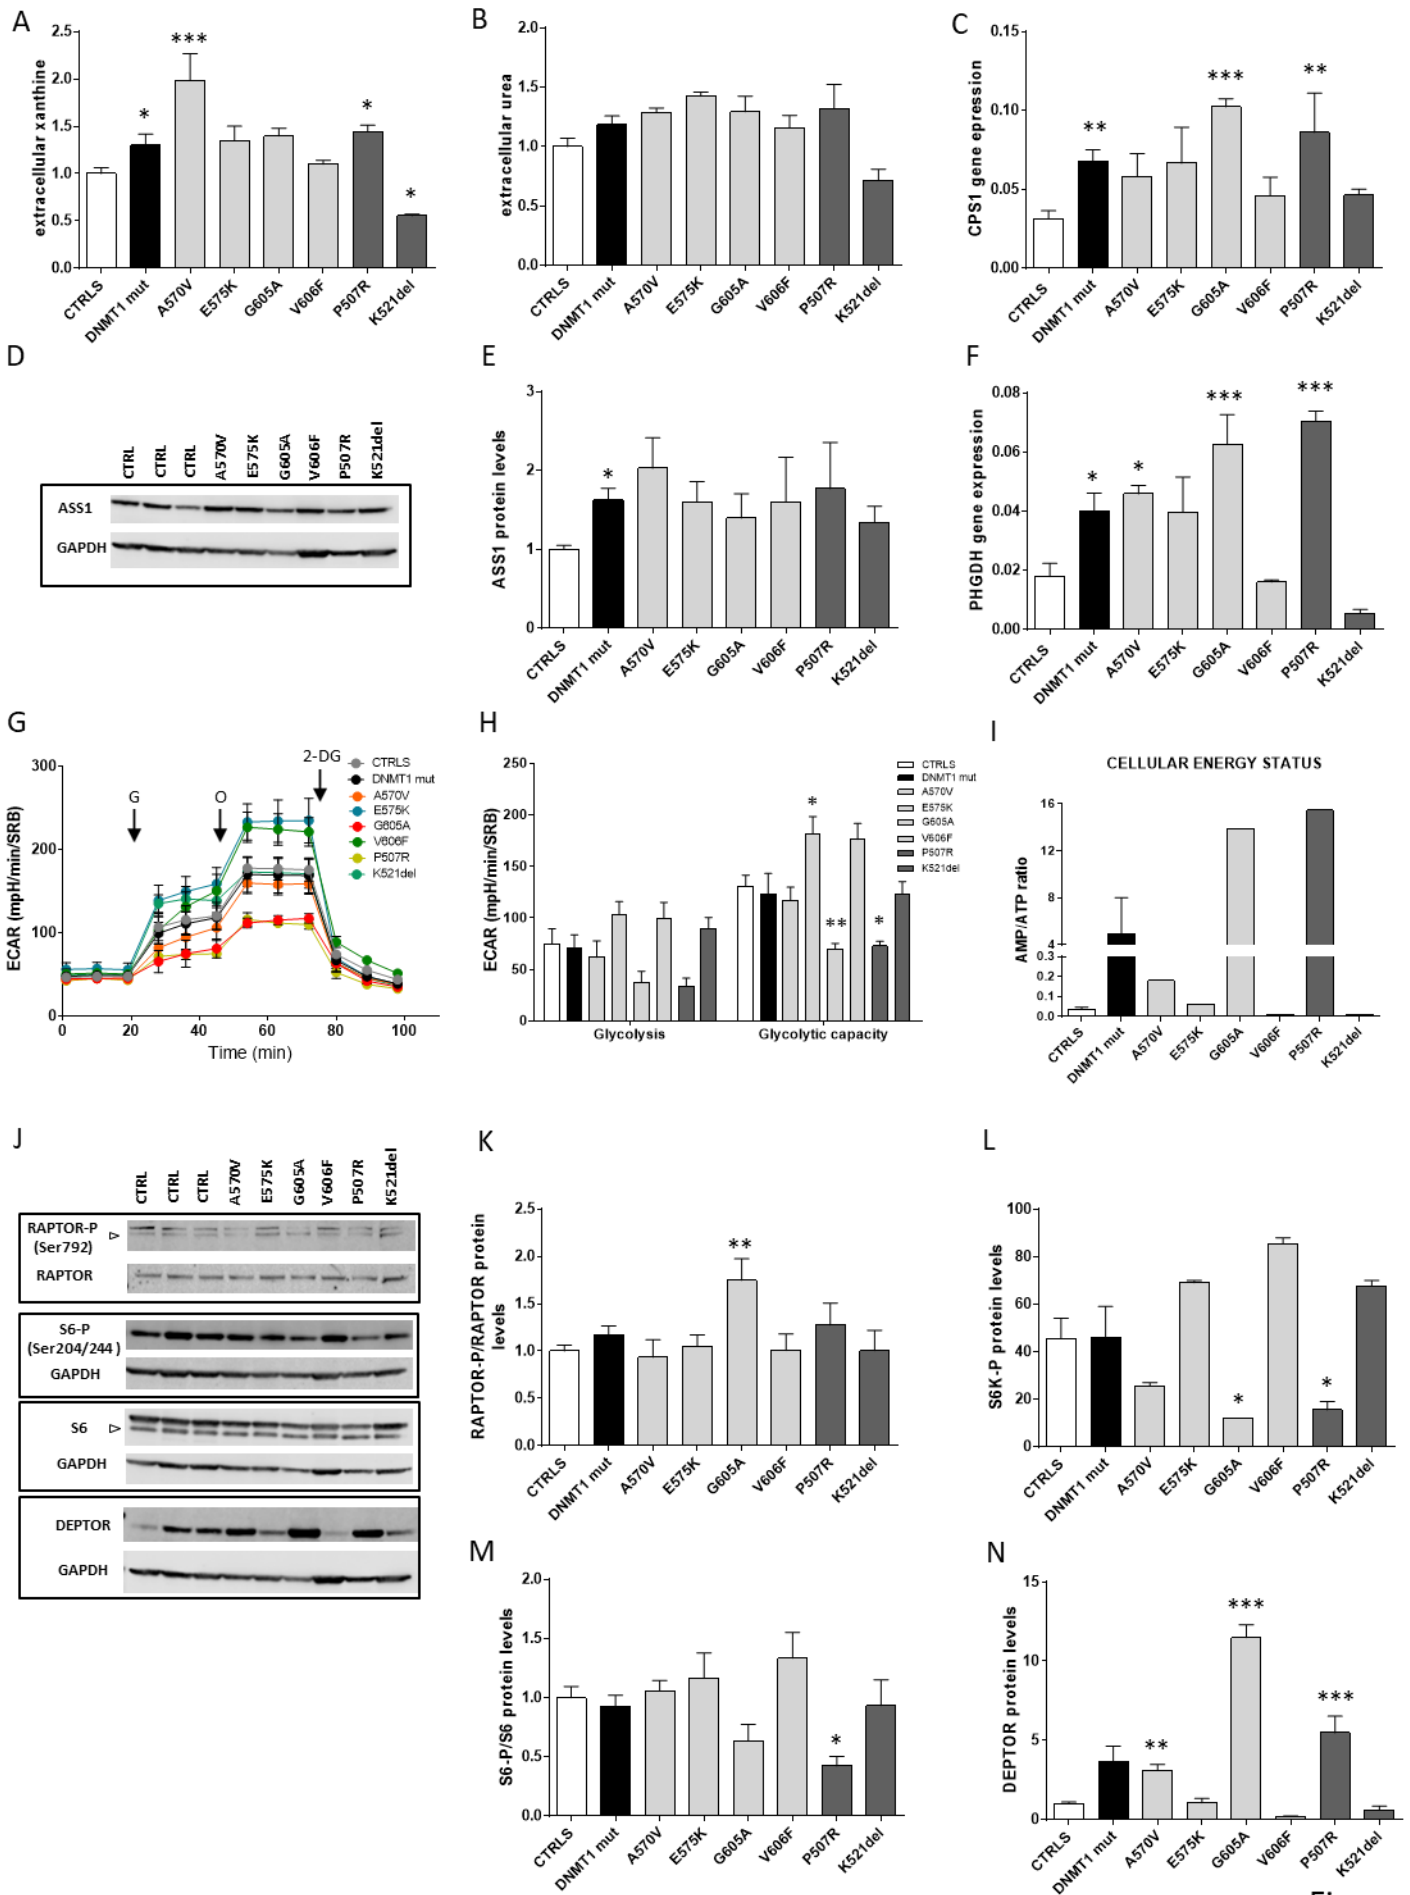 A
extracellular xanthine
2.5
2.0
1.5
1.0
0.5
0.0
*
***
*
*
CTRLS
DNMT1 mut
A570V
E575K
G605A
V606F
P507R
K521del
B
extracellular urea
2.0
1.5
1.0
0.5
0.0
CTRLS
DNMT1 mut
A570V
E575K
G605A
V606F
P507R
K521del
C
CPS1 gene epression
0.15
0.10
0.05
0.00
**
***
**
CTRLS
DNMT1 mut
A570V
E575K
G605A
V606F
P507R
K521del
D
CTRL
CTRL
CTRL
A570V
E575K
G605A
V606F
P507R
K521del
ASS1
GAPDH
E
ASS1 protein levels
3
2
1
0
*
CTRLS
DNMT1 mut
A570V
E575K
G605A
V606F
P507R
K521del
F
PHGDH gene expression
0.08
0.06
0.04
0.02
0.00
*
*
***
***
CTRLS
DNMT1 mut
A570V
E575K
G605A
V606F
P507R
K521del
G
ECAR (mpH/min/SRB)
300
200
100
0
G
O
2-DG
CTRLS
DNMT1 mut
A570V
E575K
G605A
V606F
P507R
K521del
0
20
40
60
80
100
Time (min)
H
ECAR (mpH/min/SRB)
250
200
150
100
50
0
*
**
*
CTRLS
DNMT1 mut
A570V
E575K
G605A
V606F
P507R
K521del
Glycolysis
Glycolytic capacity
I
CELLULAR ENERGY STATUS
AMP/ATP ratio
16
12
8
4
0.3
0.2
0.1
0.0
CTRLS
DNMT1 mut
A570V
E575K
G605A
V606F
P507R
K521del
J
CTRL
CTRL
CTRL
A570V
E575K
G605A
V606F
P507R
K521del
RAPTOR-P
(Ser792)
RAPTOR
S6-P
(Ser204/244)
GAPDH
S6
GAPDH
DEPTOR
GAPDH
K
RAPTOR-P/RAPTOR protein
levels
2.5
2.0
1.5
1.0
0.5
0.0
**
CTRLS
DNMT1 mut
A570V
E575K
G605A
V606F
P507R
K521del
L
S6K-P protein levels
100
80
60
40
20
0
*
*
CTRLS
DNMT1 mut
A570V
E575K
G605A
V606F
P507R
K521del
M
S6-P/S6 protein levels
2.0
1.5
1.0
0.5
0.0
*
CTRLS
DNMT1 mut
A570V
E575K
G605A
V606F
P507R
K521del
N
DEPTOR protein levels
15
10
5
0
**
***
***
CTRLS
DNMT1 mut
A570V
E575K
G605A
V606F
P507R
K521del